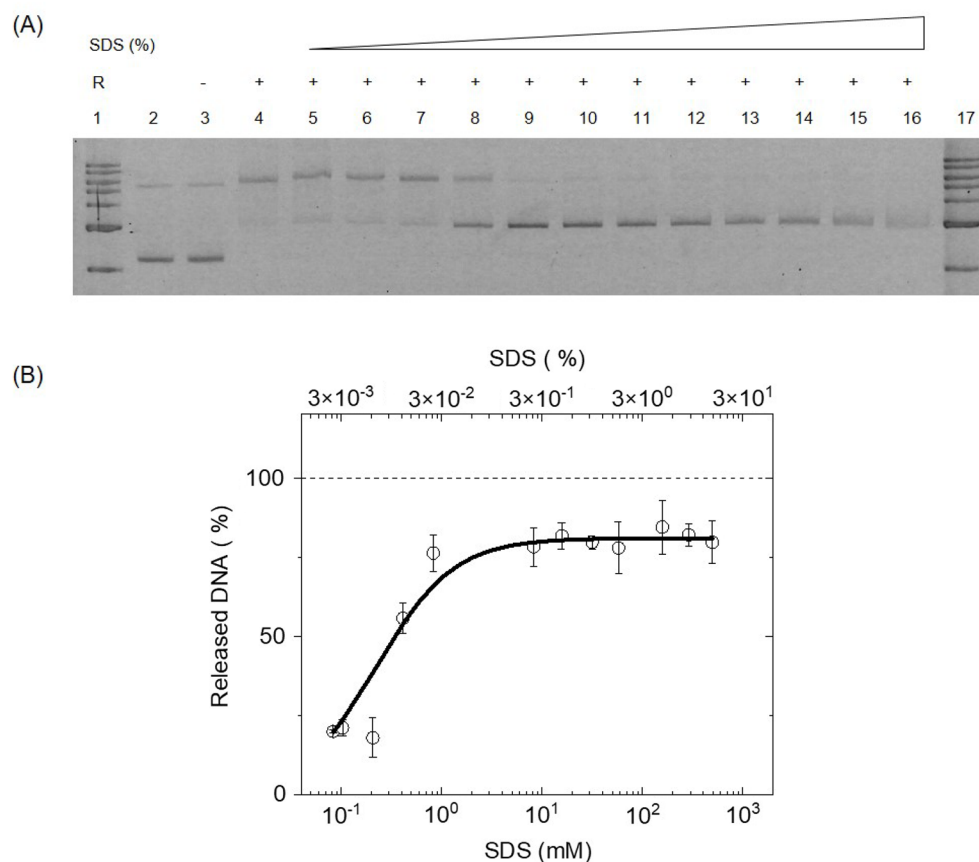 (A)
SDS (%)
R - + + + + + + + + + + + + +
1 2 3 4 5 6 7 8 9 10 11 12 13 14 15 16 17
(B)
SDS ( %)
3×10⁻³ 3×10⁻² 3×10⁻¹ 3×10⁰ 3×10¹
100
50
0
Released DNA ( %)
10⁻¹ 10⁰ 10¹ 10² 10³
SDS (mM)